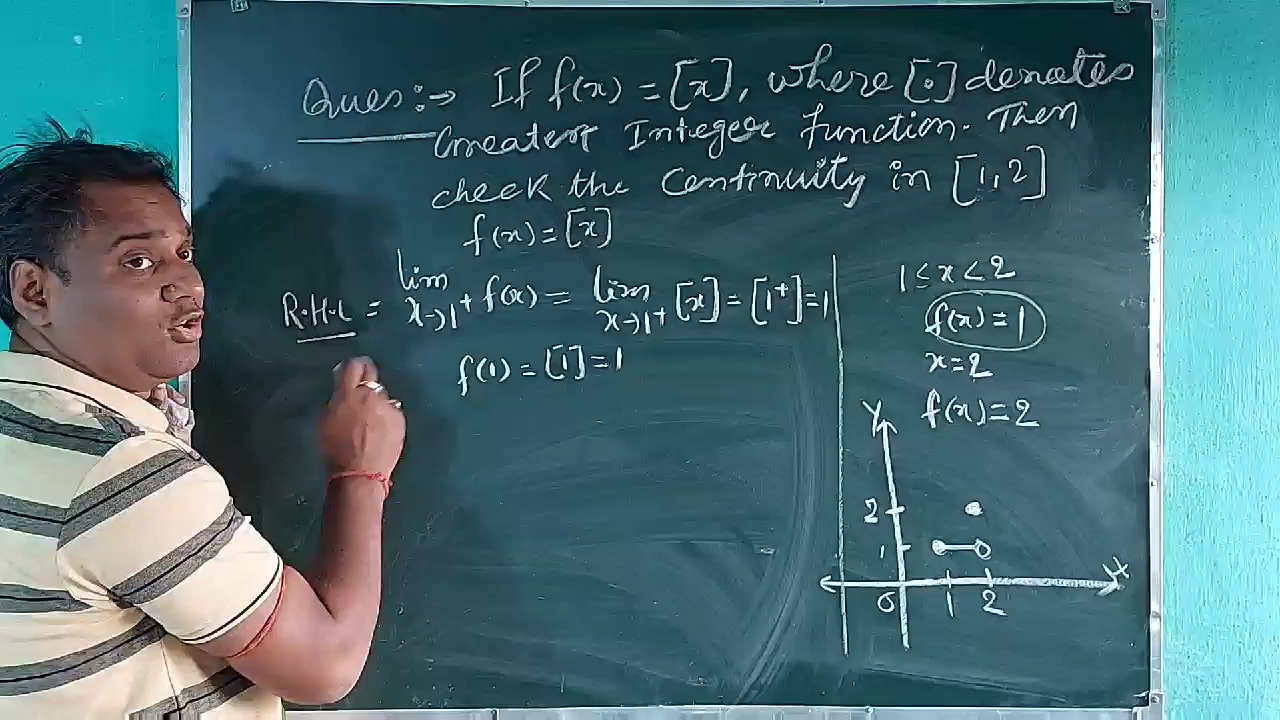 Ques :→ If f(x) = [x], where [.] denotes
Greatest Integer function. Then
check the Continuity in [1,2]
f(x) = [x]
R.H.L = lim x→1+ f(x) = lim x→1+ [x] = [1+] = 1
f(1) = [1] = 1
1 ≤ x < 2
f(x) = 1
x = 2
f(x) = 2
Y
2
1
X
0 1 2